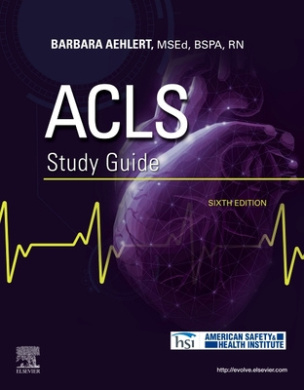 BARBARA AEHLERT, MSEd, BSPA, RN
ACLS
Study Guide
SIXTH EDITION
hsi AMERICAN SAFETY &
HEALTH INSTITUTE
ELSEVIER
http://evolve.elsevier.com